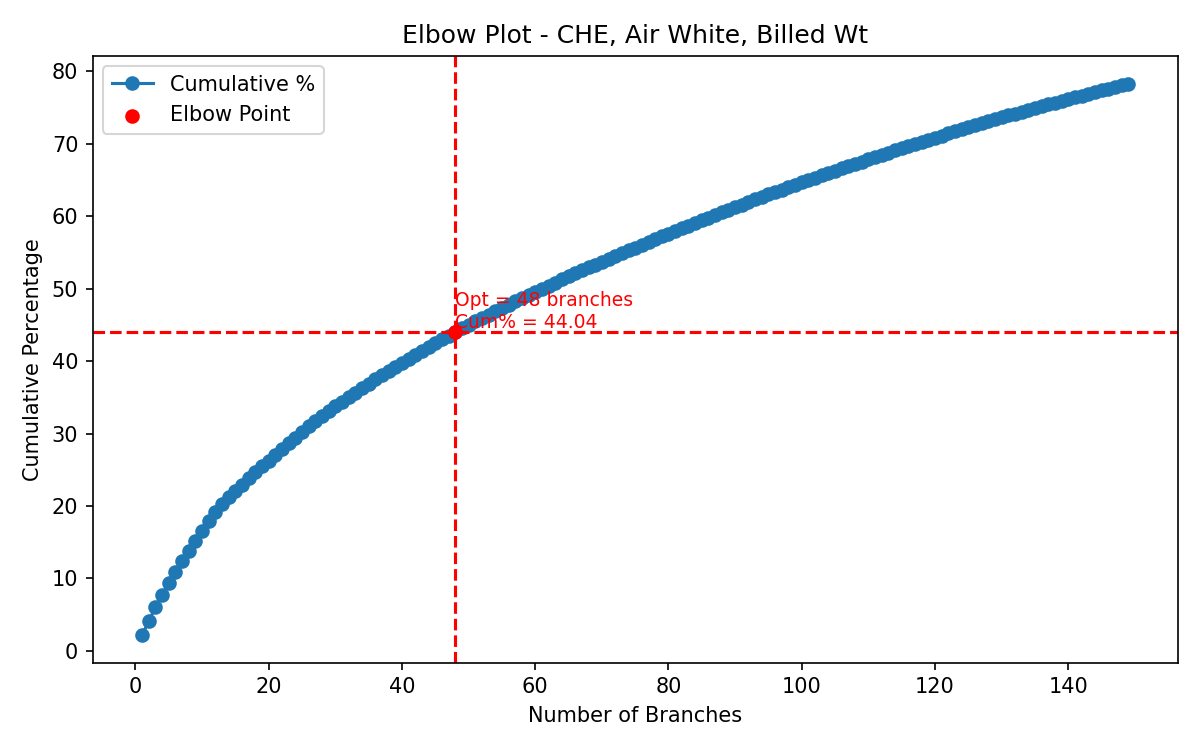 Elbow Plot - CHE, Air White, Billed Wt
Cumulative %
Elbow Point
Cumulative Percentage
80
70
60
50
40
30
20
10
0
Opt = 48 branches
Cum% = 44.04
0 20 40 60 80 100 120 140
Number of Branches